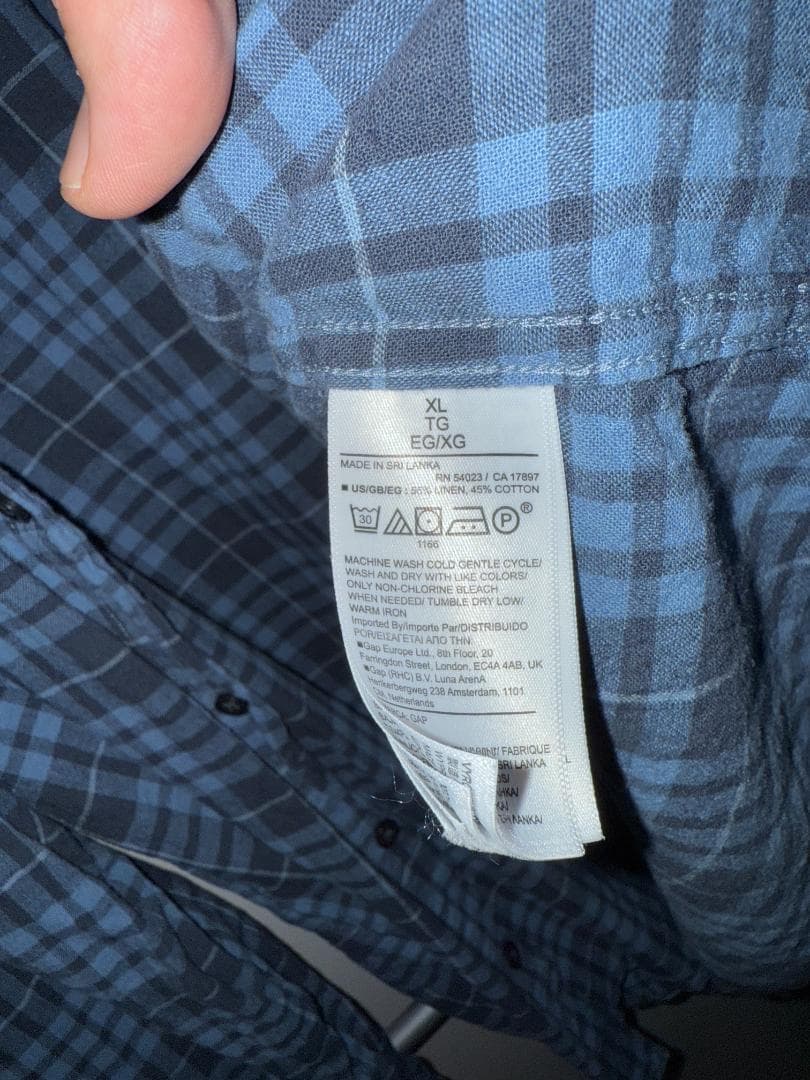 XL
TG
EG/XG
MADE IN SRI LANKA
RN 54023 / CA 17897
■ US/GB/EG : 55% LINEN, 45% COTTON
30
P®
1166
MACHINE WASH COLD GENTLE CYCLE/
WASH AND DRY WITH LIKE COLORS/
ONLY NON-CHLORINE BLEACH
WHEN NEEDED/ TUMBLE DRY LOW/
WARM IRON
Imported By/Importe Par/DISTRIBUIDO
POR/ΕΙΣΑΓΕΤΑΙ ΑΠΟ ΤΗΝ:
■Gap Europe Ltd., 8th Floor, 20
Farringdon Street, London, EC4A 4AB, UK
■Gap (RHC) B.V. Luna ArenA
Herikerbergweg 238 Amsterdam, 1101
CM, Netherlands
GAP
FABRIQUE
SRI LANKA